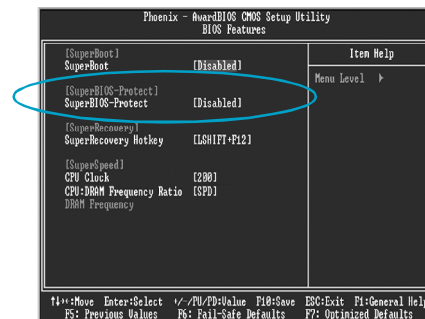 Phoenix - AwardBIOS CMOS Setup Utility
BIOS Features
[SuperBoot]
SuperBoot [Disabled]
[SuperBIOS-Protect]
SuperBIOS-Protect [Disabled]
[SuperRecovery]
SuperRecovery Hotkey [LSHIFT+F12]
[SuperSpeed]
CPU Clock [200]
CPU:DRAM Frequency Ratio [SPD]
DRAM Frequency
Item Help
Menu Level ▶
↑↓→←:Move Enter:Select +/-/PU/PD:Value F10:Save ESC:Exit F1:General Help
F5: Previous Values F6: Fail-Safe Defaults F7: Optimized Defaults